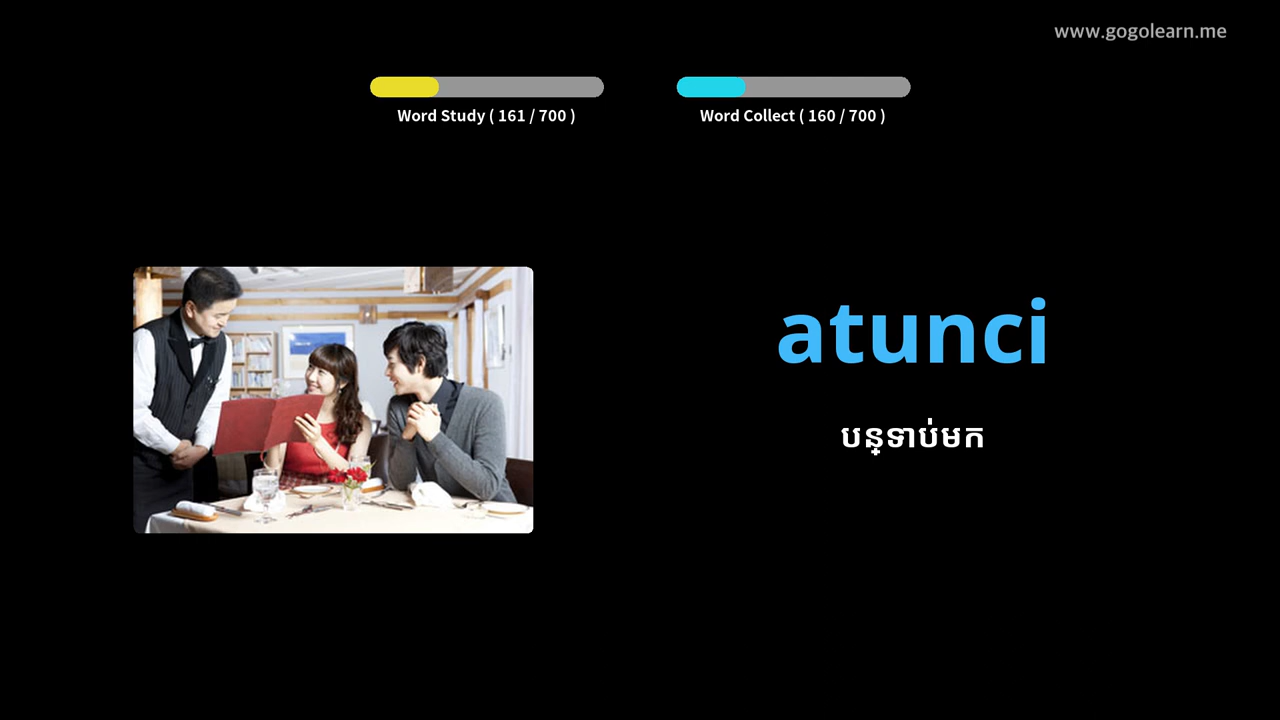 www.gogolearn.me
Word Study ( 161 / 700 )
Word Collect ( 160 / 700 )
atunci
បន្ទាប់មក